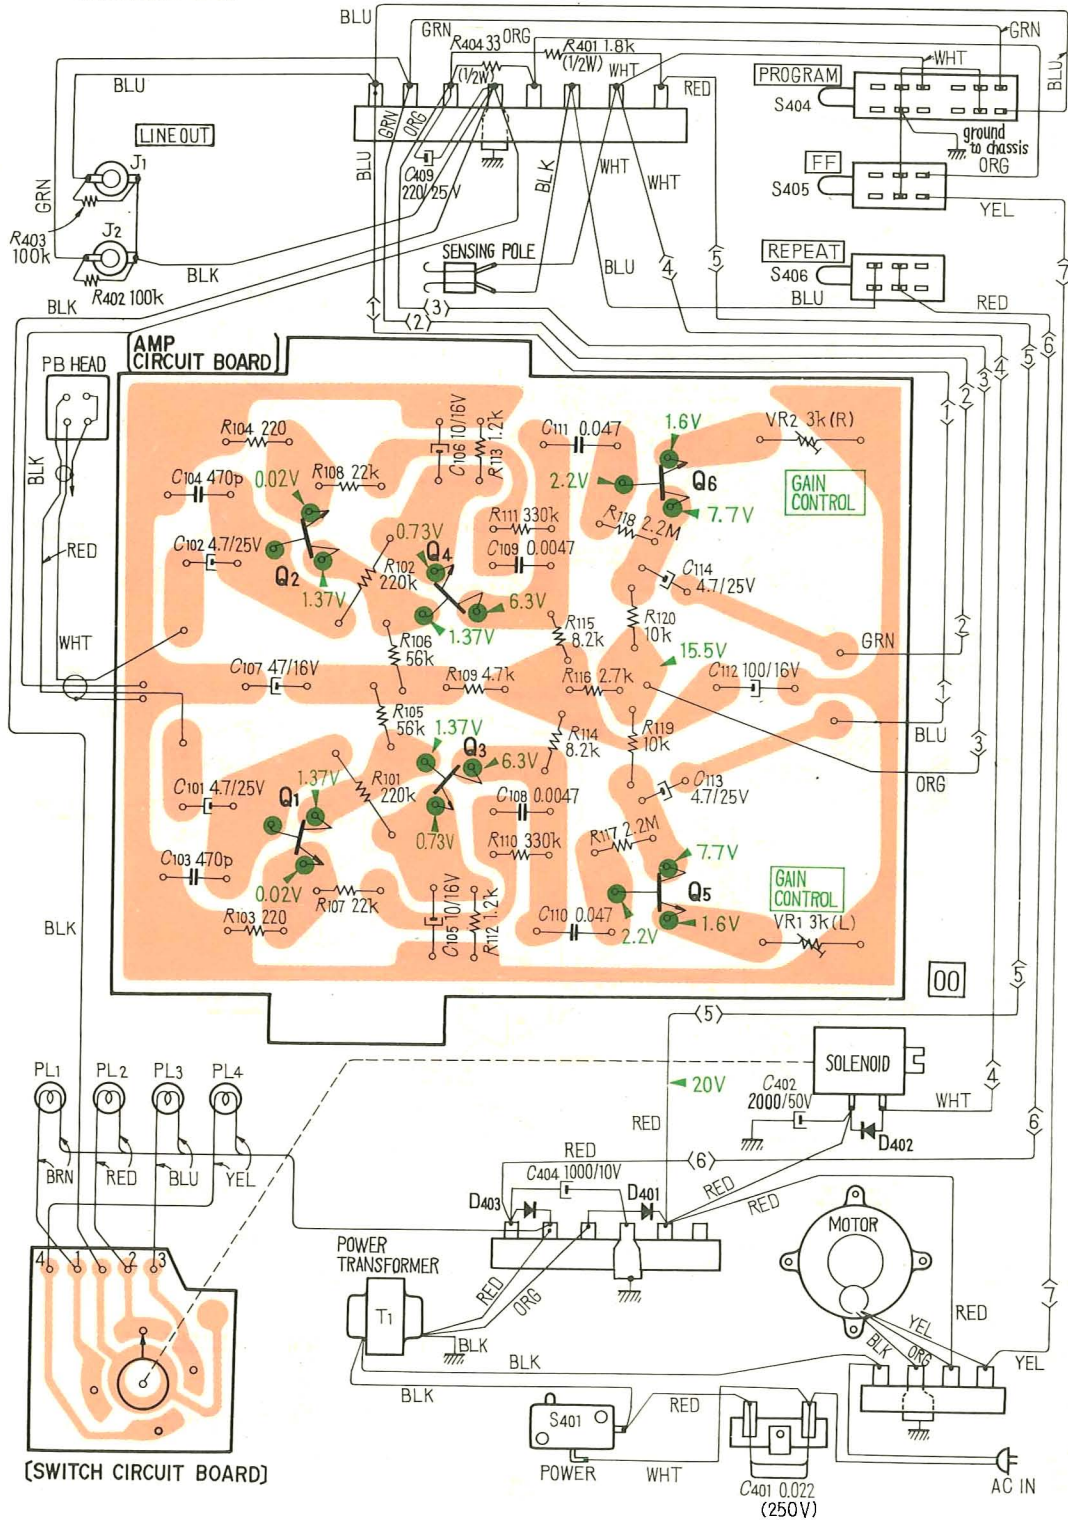 BLU
GRN
ORG
R404 33
(1/2W)
R401 1.8k
(1/2W)
WHT
RED
GRN
WHT
BLU
PROGRAM
S404
ground
to chassis
ORG
FF
S405
YEL
REPEAT
S406
BLU
RED
BLU
LINE OUT
J1
J2
GRN
R403
100k
R402 100k
BLK
BLK
BLU
GRN
ORG
C409
220/25V
BLK
WHT
WHT
SENSING POLE
BLU
4
5
7
1
2
3
6
5
4
3
2
1
AMP
CIRCUIT BOARD
PB HEAD
BLK
RED
WHT
R104 220
C104 470p
0.02V
R108 22k
C106 10/16V
R113 1.2k
C111 0.047
1.6V
VR2 3k(R)
2.2V
Q6
GAIN
CONTROL
7.7V
C102 4.7/25V
Q2
1.37V
R102
220k
0.73V
Q4
R111 330k
C109 0.0047
R118 2.2M
C114
4.7/25V
6.3V
1.37V
R106
56k
R115
8.2k
R120
10k
15.5V
GRN
2
C107 47/16V
R109 4.7k
R116 2.7k
C112 100/16V
1
R105
56k
R114
8.2k
R119
10k
BLU
3
ORG
1.37V
Q3
6.3V
C101 4.7/25V
Q1
1.37V
R101
220k
0.73V
C108 0.0047
R110 330k
C113
4.7/25V
R117 2.2M
7.7V
C103 470p
0.02V
R107 22k
R103 220
C105 10/16V
R112 1.2k
C110 0.047
2.2V
Q5
1.6V
GAIN
CONTROL
VR1 3k(L)
BLK
00
5
5
PL1
PL2
PL3
PL4
BRN
RED
BLU
YEL
20V
RED
SOLENOID
C402
2000/50V
D402
WHT
4
6
RED
6
C404 1000/10V
D403
D401
RED
RED
MOTOR
4
1
2
3
POWER
TRANSFORMER
T1
RED
ORG
BLK
BLK
BLK
BLK
ORG
YEL
RED
YEL
7
S401
POWER
RED
WHT
C401 0.022
(250V)
AC IN
[SWITCH CIRCUIT BOARD]